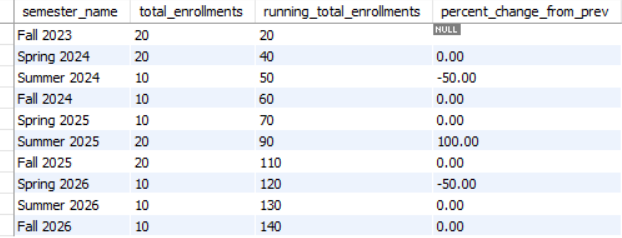 semester_name total_enrollments running_total_enrollments percent_change_from_prev
Fall 2023 20 20 NULL
Spring 2024 20 40 0.00
Summer 2024 10 50 -50.00
Fall 2024 10 60 0.00
Spring 2025 10 70 0.00
Summer 2025 20 90 100.00
Fall 2025 20 110 0.00
Spring 2026 10 120 -50.00
Summer 2026 10 130 0.00
Fall 2026 10 140 0.00